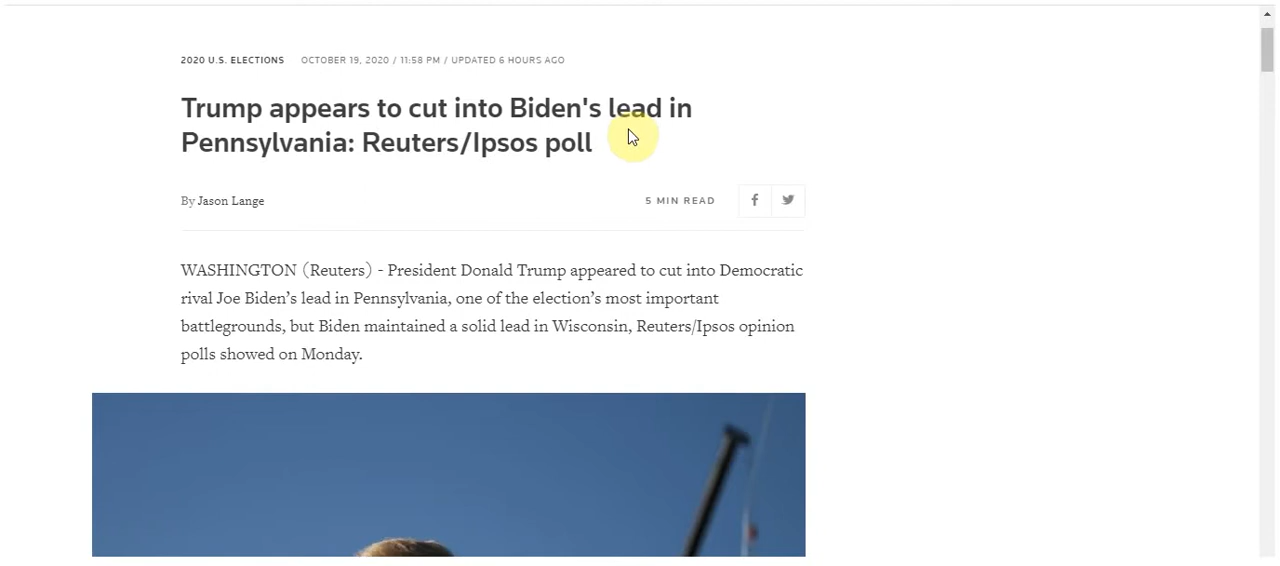 2020 U.S. ELECTIONS OCTOBER 19, 2020 / 11:58 PM / UPDATED 6 HOURS AGO
Trump appears to cut into Biden's lead in
Pennsylvania: Reuters/Ipsos poll
By Jason Lange 5 MIN READ
WASHINGTON (Reuters) - President Donald Trump appeared to cut into Democratic
rival Joe Biden’s lead in Pennsylvania, one of the election’s most important
battlegrounds, but Biden maintained a solid lead in Wisconsin, Reuters/Ipsos opinion
polls showed on Monday.